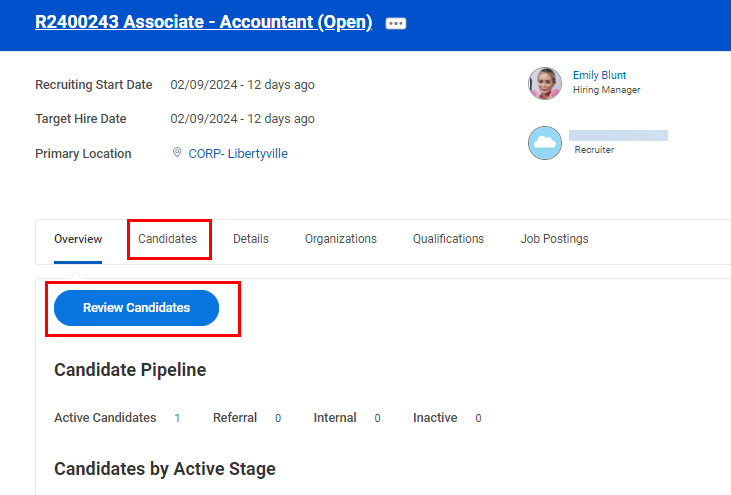 R2400243 Associate - Accountant (Open)
Recruiting Start Date 02/09/2024 - 12 days ago
Emily Blunt
Hiring Manager
Target Hire Date 02/09/2024 - 12 days ago
Primary Location CORP- Libertyville
Recruiter
Overview Candidates Details Organizations Qualifications Job Postings
Review Candidates
Candidate Pipeline
Active Candidates 1 Referral 0 Internal 0 Inactive 0
Candidates by Active Stage